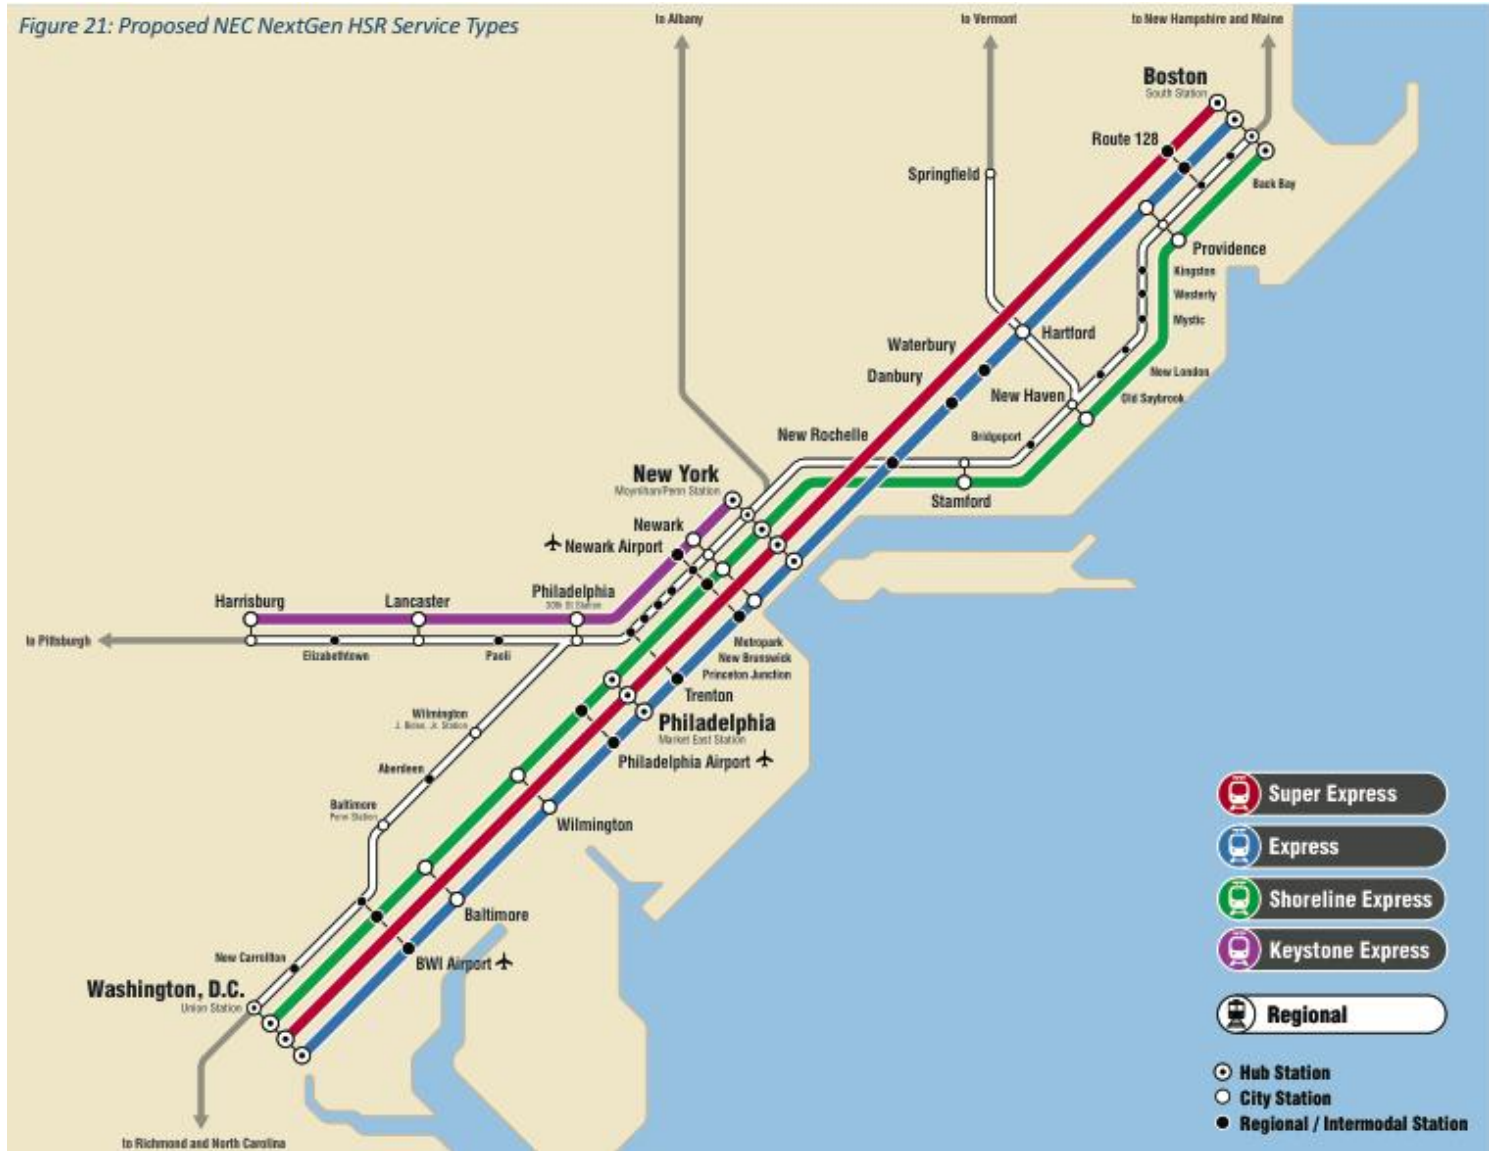 Figure 21: Proposed NEC NextGen HSR Service Types
to Albany
to Vermont
to New Hampshire and Maine
Boston
South Station
Route 128
Springfield
Back Bay
Providence
Kingston
Westerly
Mystic
Hartford
Waterbury
Danbury
New London
New Haven
Old Saybrook
New Rochelle
Bridgeport
New York
Moynihan/Penn Station
Stamford
Newark
Newark Airport
Philadelphia
30th St Station
Harrisburg
Lancaster
to Pittsburgh
Elizabethtown
Paoli
Metropark
New Brunswick
Princeton Junction
Trenton
Wilmington
J. Biden, Jr. Station
Philadelphia
Market East Station
Philadelphia Airport
Aberdeen
Baltimore
Penn Station
Wilmington
Super Express
Express
Shoreline Express
Keystone Express
Baltimore
BWI Airport
New Carrollton
Washington, D.C.
Union Station
Regional
Hub Station
City Station
Regional / Intermodal Station
to Richmond and North Carolina